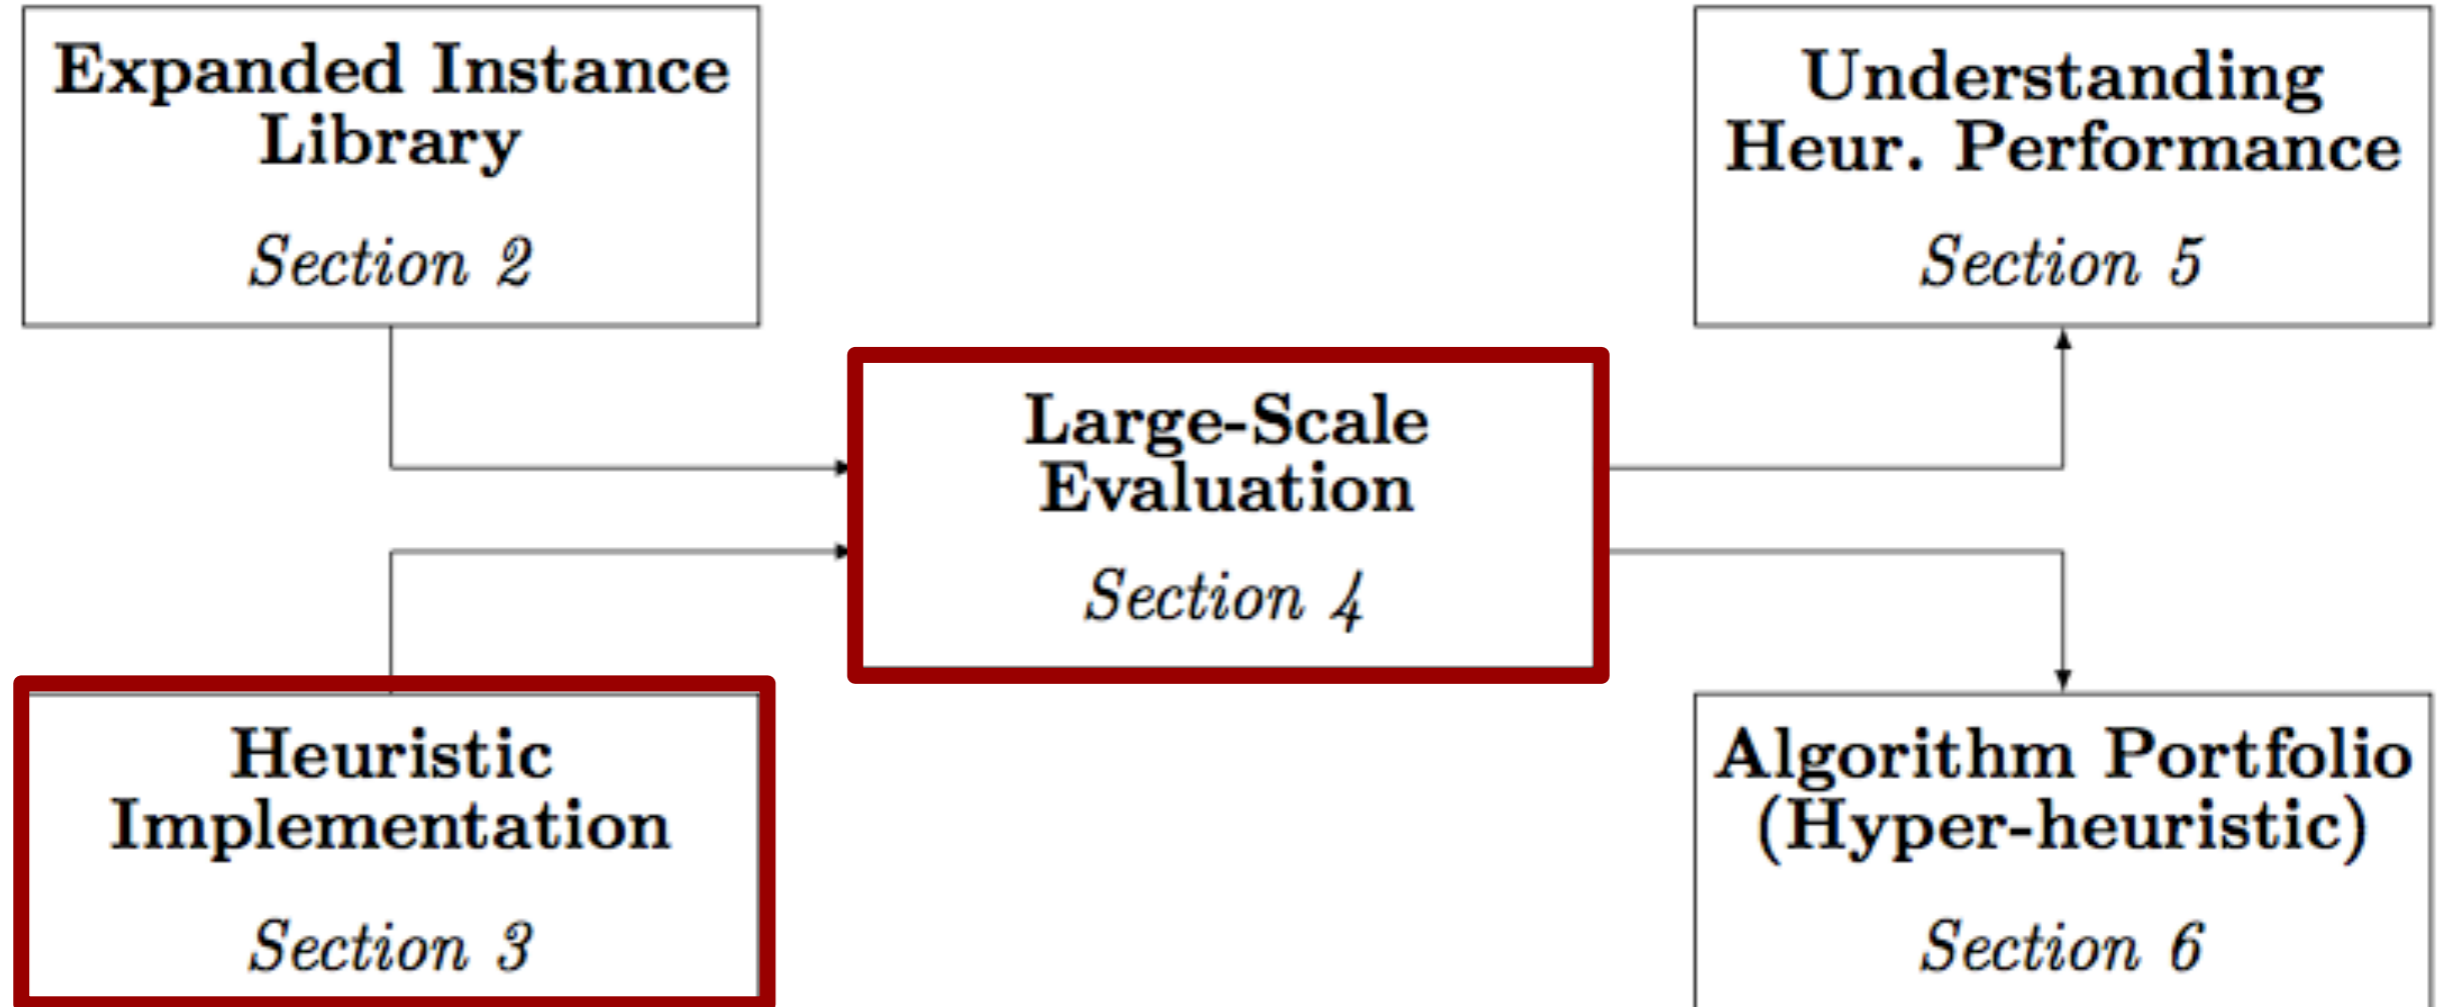 Expanded Instance
Library
Section 2
Understanding
Heur. Performance
Section 5
Large-Scale
Evaluation
Section 4
Heuristic
Implementation
Section 3
Algorithm Portfolio
(Hyper-heuristic)
Section 6